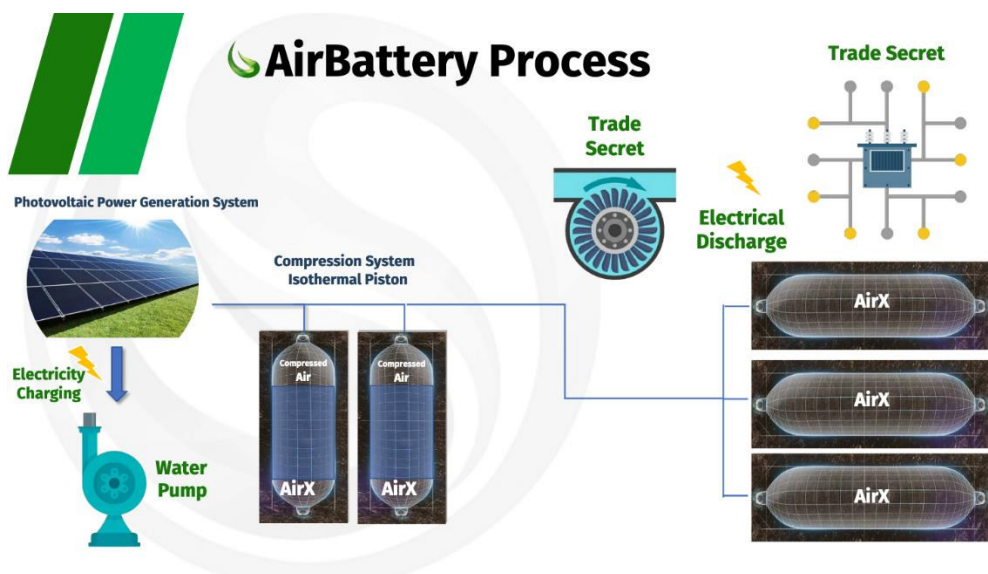 AirBattery Process
Trade Secret
Trade
Secret
Photovoltaic Power Generation System
Electrical
Discharge
Compression System
Isothermal Piston
AirX
Compressed
Air
Compressed
Air
Electricity
Charging
AirX
Water
Pump
AirX
AirX
AirX